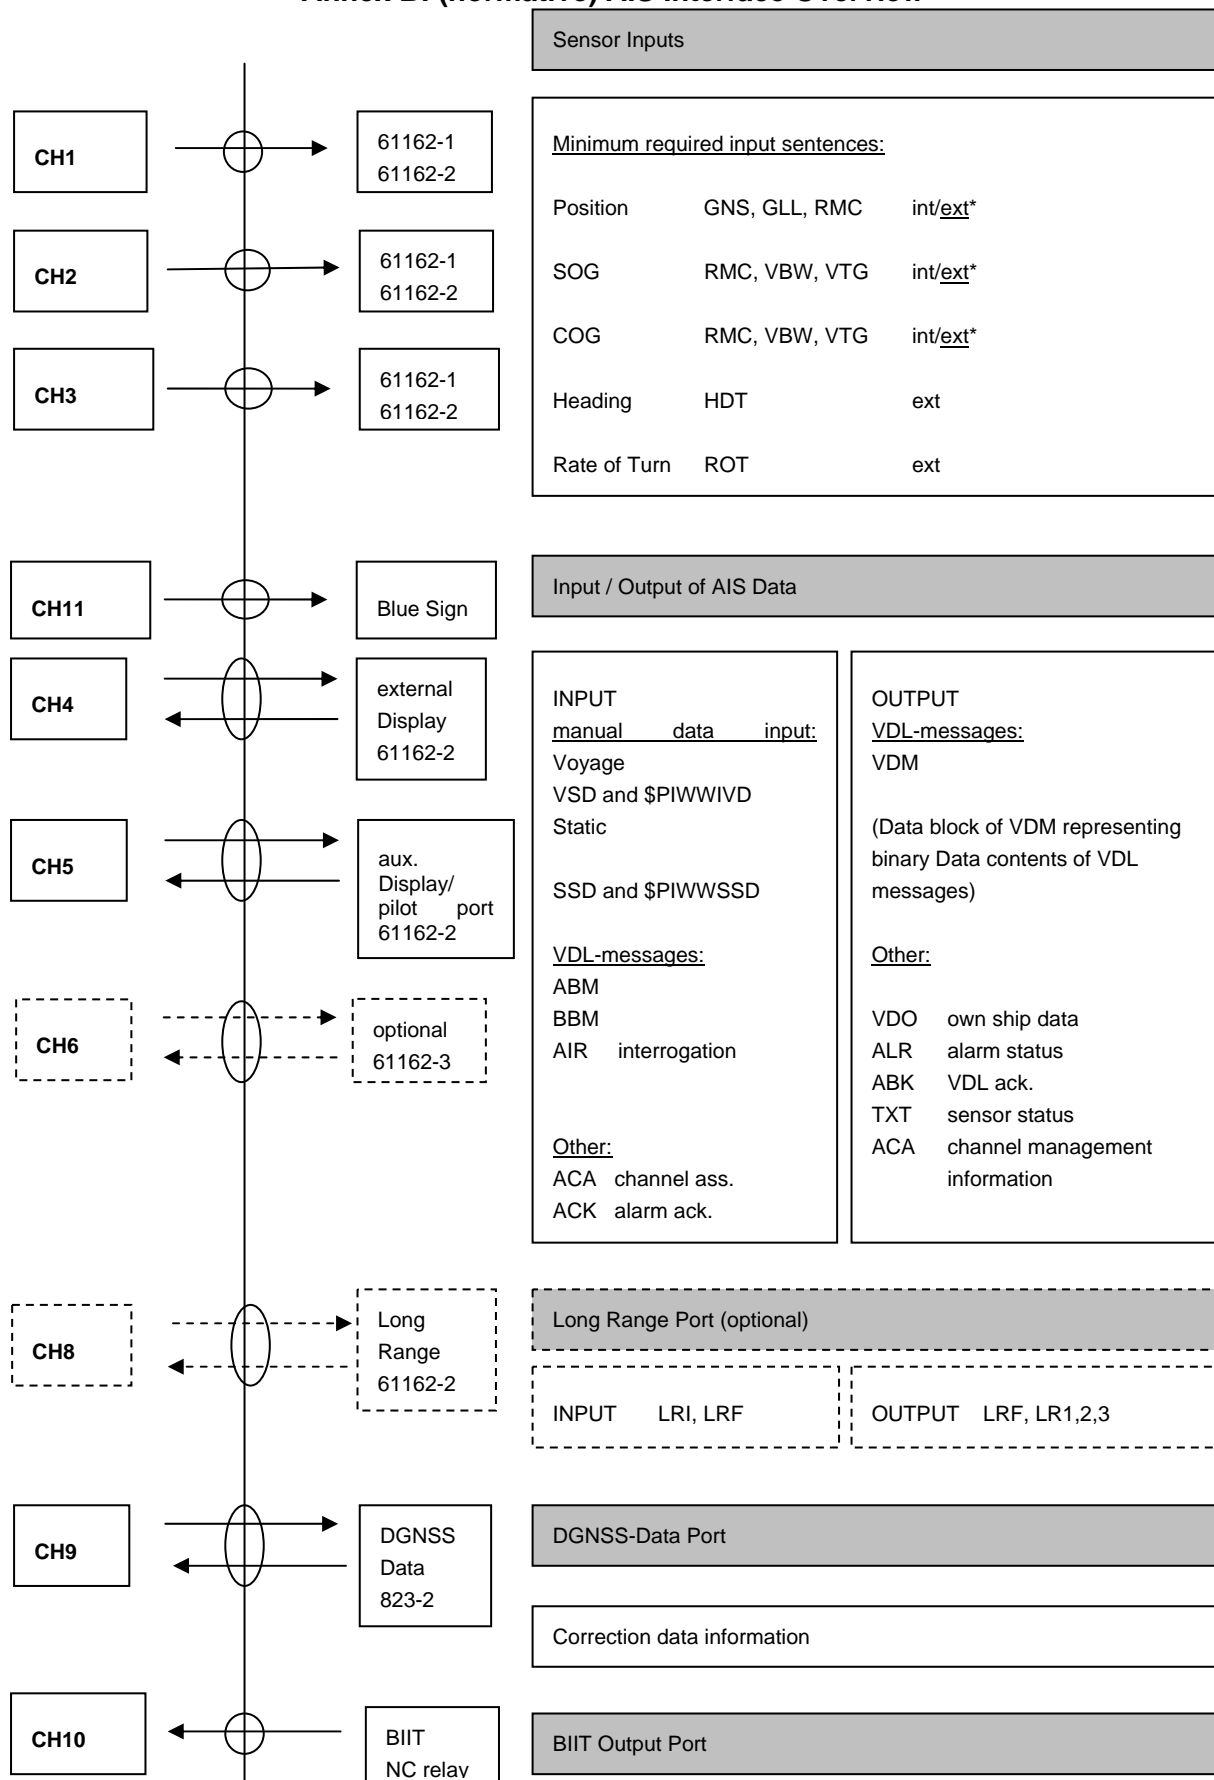 Annex B: (normative) AIS Interface Overview
Sensor Inputs
CH1
61162-1
61162-2
Minimum required input sentences:
Position GNS, GLL, RMC int/ext*
CH2
61162-1
61162-2
SOG RMC, VBW, VTG int/ext*
COG RMC, VBW, VTG int/ext*
CH3
61162-1
61162-2
Heading HDT ext
Rate of Turn ROT ext
CH11
Blue Sign
Input / Output of AIS Data
CH4
external
Display
61162-2
CH5
aux.
Display/
pilot port
61162-2
CH6
optional
61162-3
INPUT
manual data input:
Voyage
VSD and $PIWWIVD
Static
SSD and $PIWWSSD
VDL-messages:
ABM
BBM
AIR interrogation
Other:
ACA channel ass.
ACK alarm ack.
OUTPUT
VDL-messages:
VDM
(Data block of VDM representing
binary Data contents of VDL
messages)
Other:
VDO own ship data
ALR alarm status
ABK VDL ack.
TXT sensor status
ACA channel management
information
CH8
Long
Range
61162-2
Long Range Port (optional)
INPUT LRI, LRF
OUTPUT LRF, LR1,2,3
CH9
DGNSS
Data
823-2
DGNSS-Data Port
Correction data information
CH10
BIIT
NC relay
BIIT Output Port